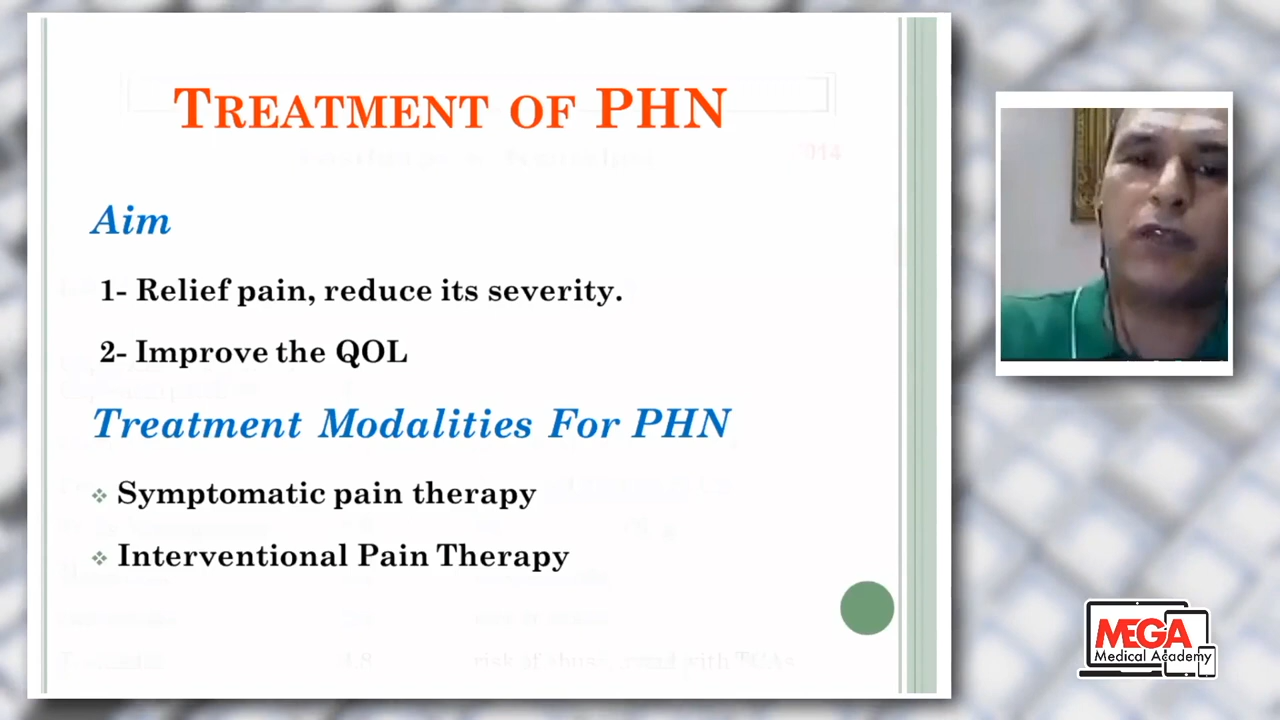 TREATMENT OF PHN
Aim
1- Relief pain, reduce its severity.
2- Improve the QOL
Treatment Modalities For PHN
❖ Symptomatic pain therapy
❖ Interventional Pain Therapy
MEGA
Medical Academy